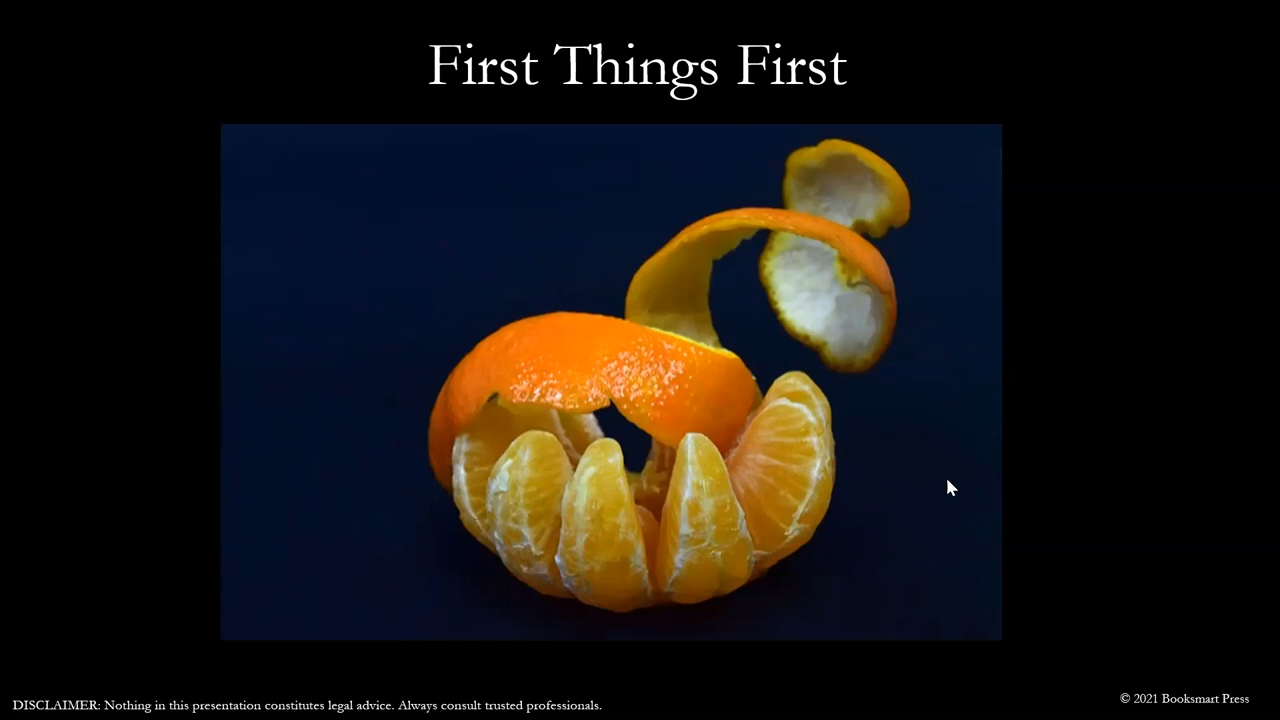 First Things First
DISCLAIMER: Nothing in this presentation constitutes legal advice. Always consult trusted professionals.
© 2021 Booksmart Press